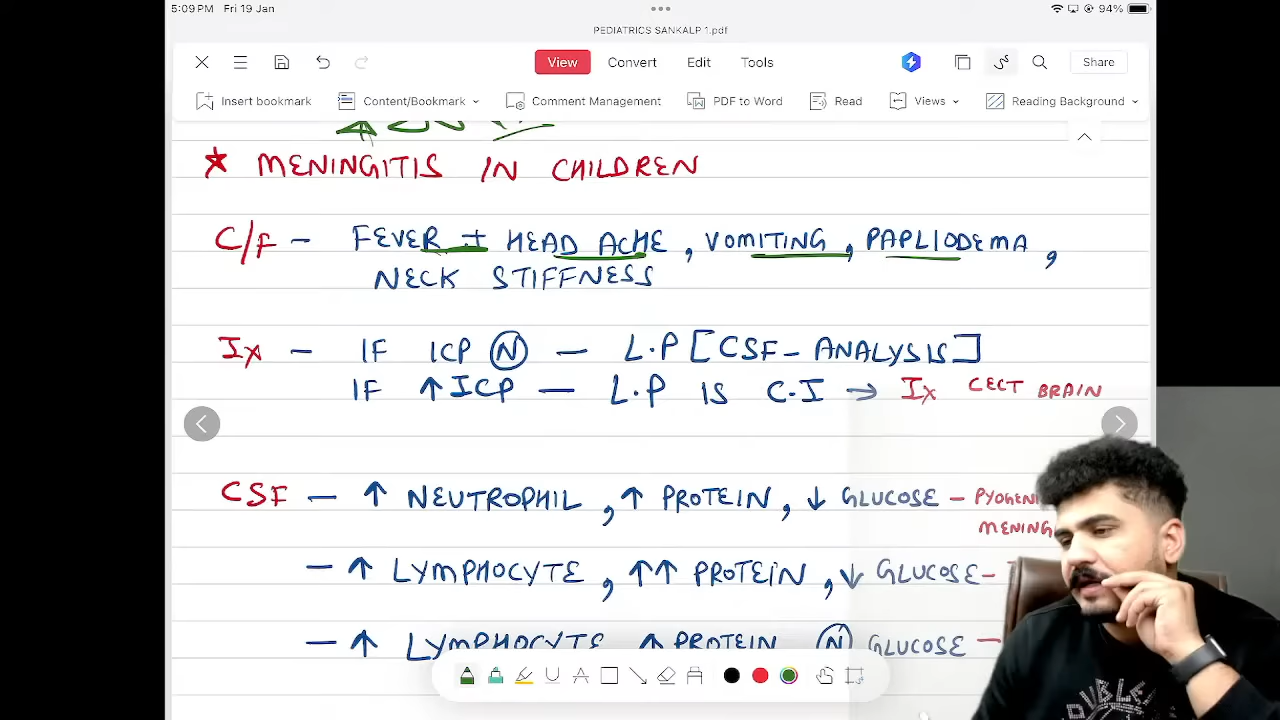 5:09 PM Fri 19 Jan
94%
PEDIATRICS SANKALP 1.pdf
View Convert Edit Tools Share
Insert bookmark Content/Bookmark Comment Management PDF to Word Read Views Reading Background
* MENINGITIS IN CHILDREN
C/F - FEVER + HEAD ACHE, VOMITING, PAPLIODEMA,
NECK STIFFNESS
Ix - IF ICP N - L.P [CSF-ANALYSIS]
IF ↑ICP - L.P IS C.I → Ix CECT BRAIN
CSF - ↑ NEUTROPHIL, ↑ PROTEIN, ↓ GLUCOSE -
- ↑ LYMPHOCYTE, ↑↑ PROTEIN, ↓ GLUCOSE -
- ↑ LYMPHOCYTE ↑ PROTEIN N GLUCOSE -